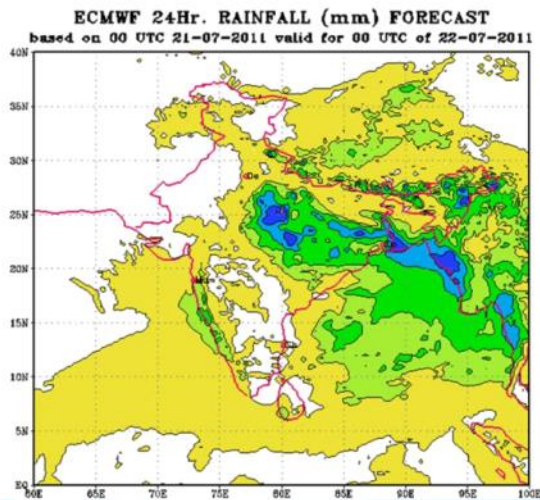 ECMWF 24Hr. RAINFALL (mm) FORECAST
based on 00 UTC 21-07-2011 valid for 00 UTC of 22-07-2011
40N
35N
30N
25N
20N
15N
10N
5N
EQ
60E 65E 70E 75E 80E 85E 90E 95E 100E